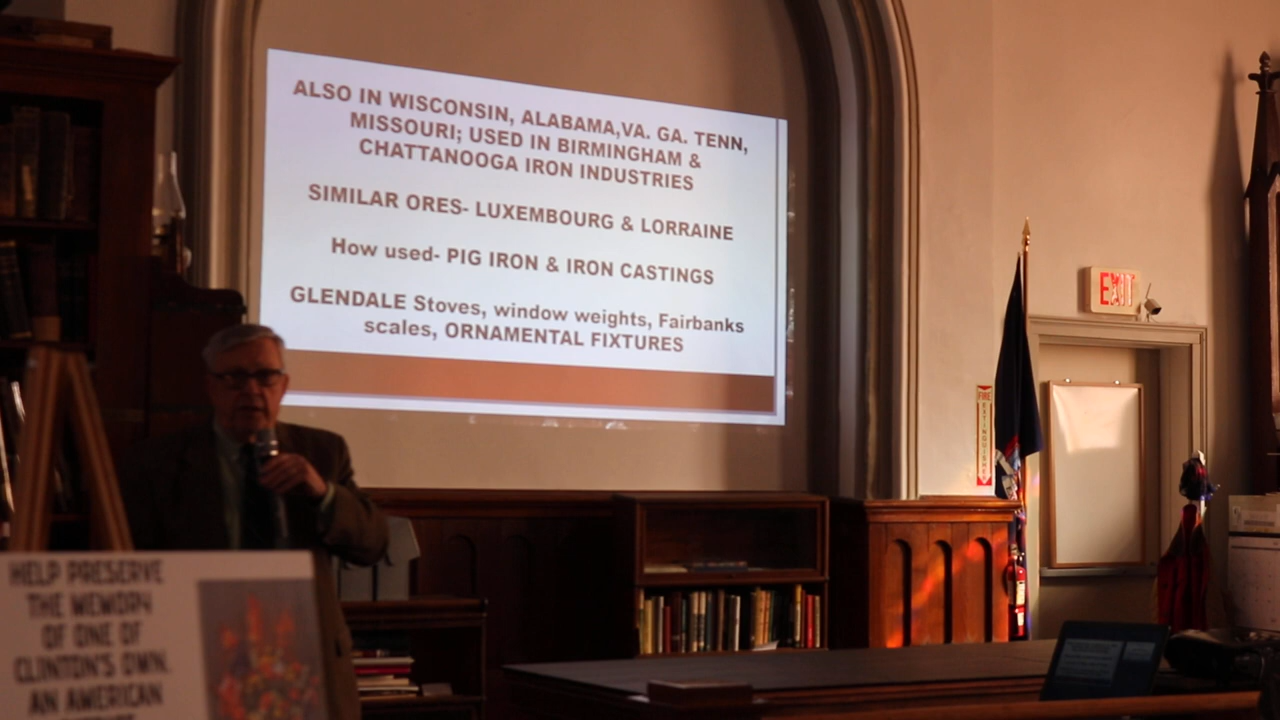 ALSO IN WISCONSIN, ALABAMA,VA. GA. TENN,
MISSOURI; USED IN BIRMINGHAM &
CHATTANOOGA IRON INDUSTRIES
SIMILAR ORES- LUXEMBOURG & LORRAINE
How used- PIG IRON & IRON CASTINGS
GLENDALE Stoves, window weights, Fairbanks
scales, ORNAMENTAL FIXTURES
EXIT
FIRE
EXTINGUISHER
HELP PRESERVE
THE MEMORY
OF ONE OF
CLINTON'S OWN.
AN AMERICAN